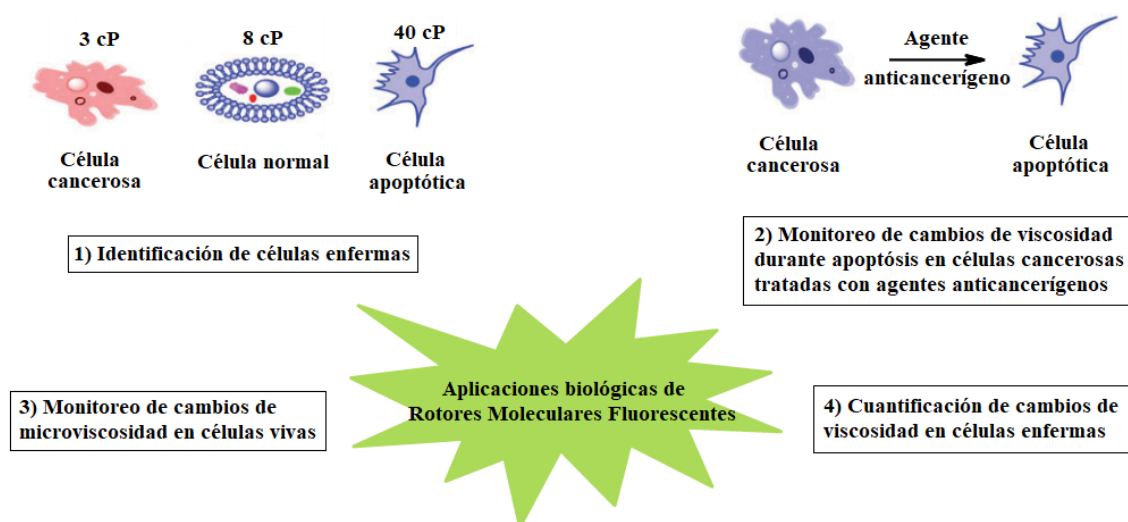 3 cP
8 cP
40 cP
Célula
cancerosa
Célula normal
Célula
apoptótica
1) Identificación de células enfermas
Agente
anticancerígeno
Célula
cancerosa
Célula
apoptótica
2) Monitoreo de cambios de viscosidad
durante apoptósis en células cancerosas
tratadas con agentes anticancerígenos
Aplicaciones biológicas de
Rotores Moleculares Fluorescentes
3) Monitoreo de cambios de
microviscosidad en células vivas
4) Cuantificación de cambios de
viscosidad en células enfermas